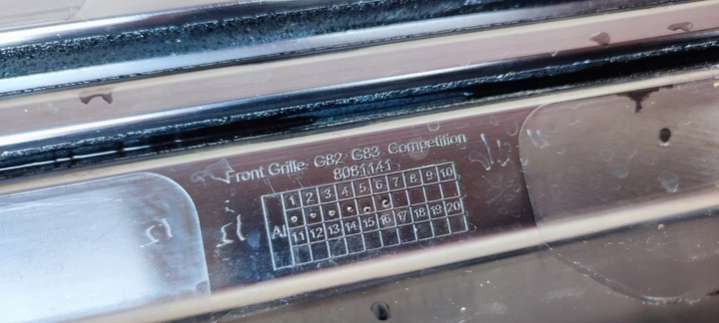 Front Grille G82 G83 Competition
8081141
1 2 3 4 5 6 7 8 9 10
AI
11 12 13 14 15 16 17 18 19 20